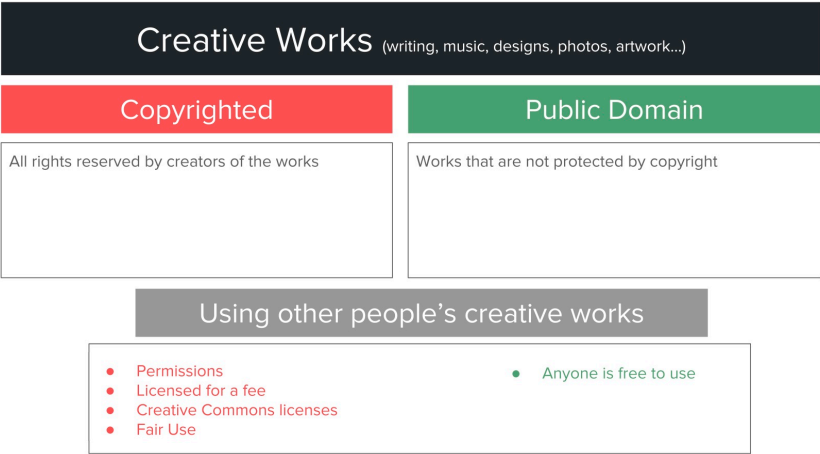 Creative Works (writing, music, designs, photos, artwork...)
Copyrighted
Public Domain
All rights reserved by creators of the works
Works that are not protected by copyright
Using other people’s creative works
● Permissions
● Licensed for a fee
● Creative Commons licenses
● Fair Use
● Anyone is free to use